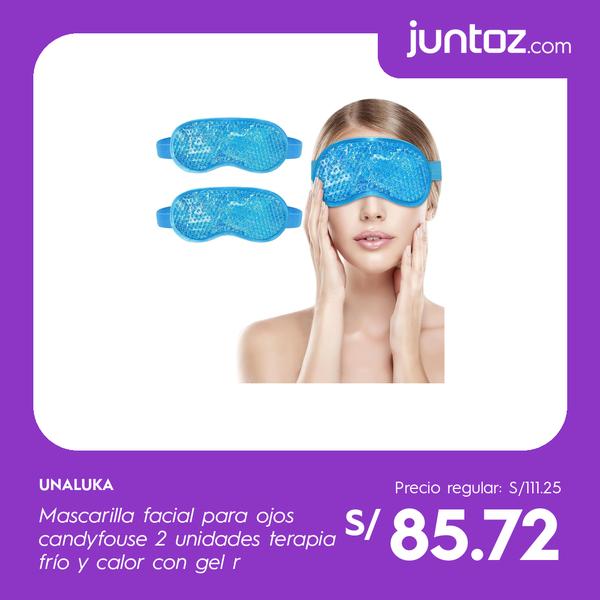 juntoz.com
UNALUKA
Mascarilla facial para ojos
candyfouse 2 unidades terapia
frío y calor con gel r
Precio regular: S/111.25
S/ 85.72